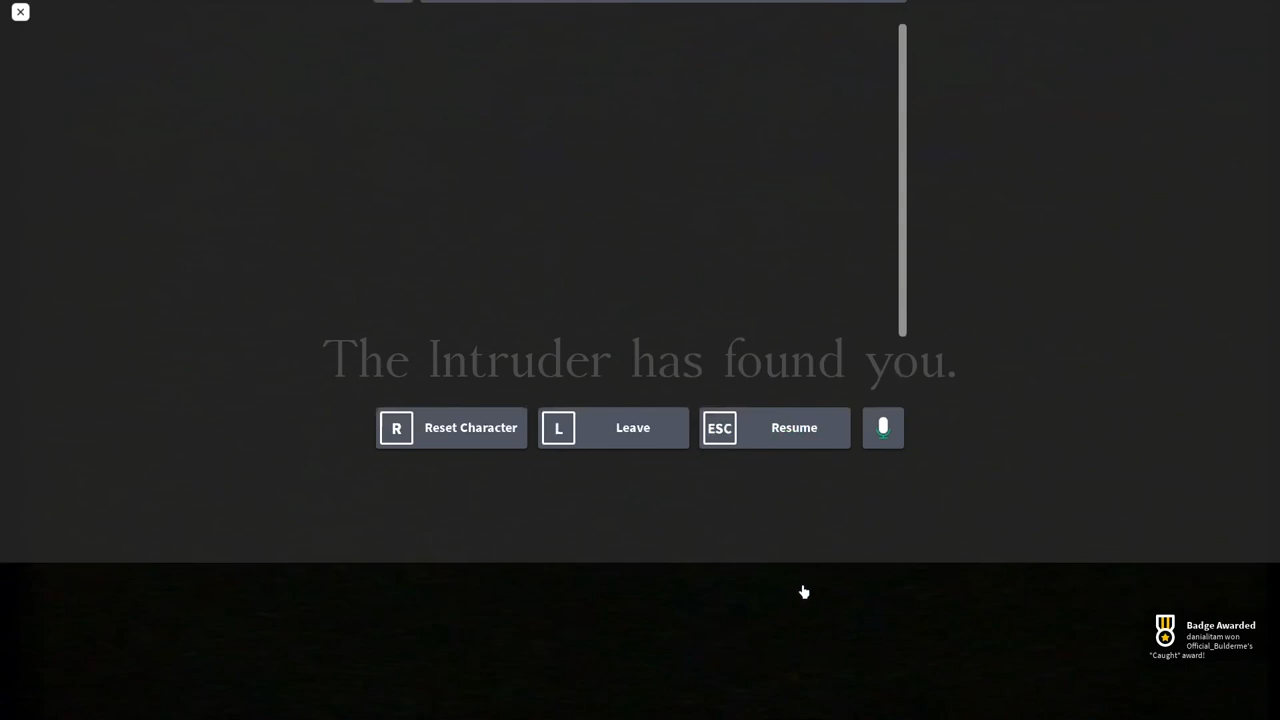 The Intruder has found you.
R Reset Character L Leave ESC Resume
Badge Awarded
danialitam won
Official_Bulderme's
"Caught" award!